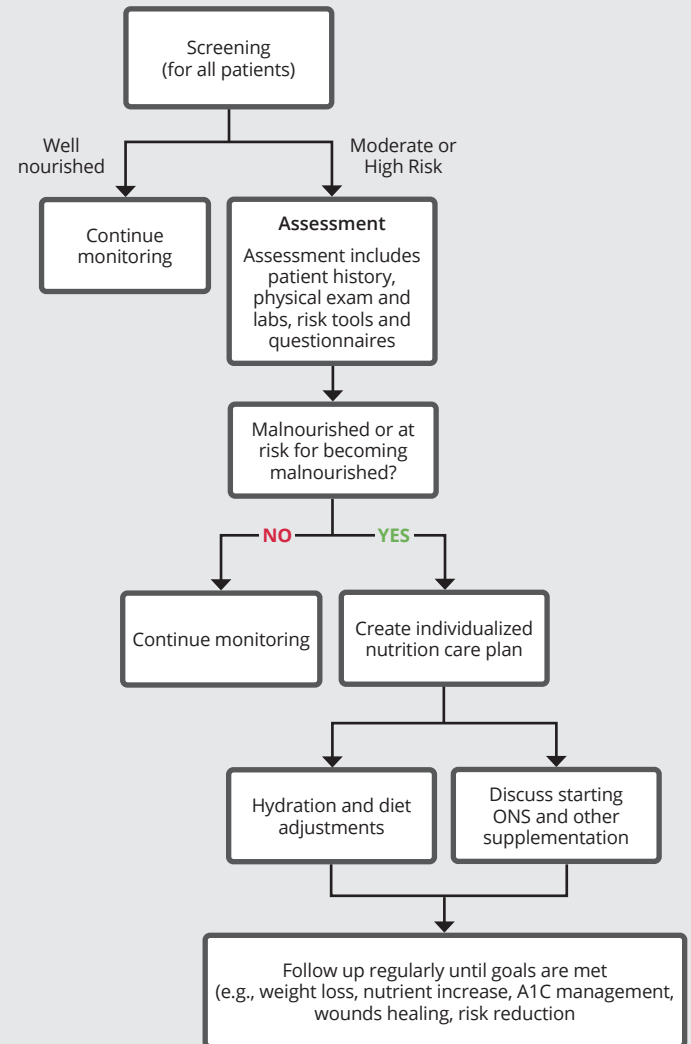 Screening
(for all patients)
Well
nourished
Moderate or
High Risk
Continue
monitoring
Assessment
Assessment includes
patient history,
physical exam and
labs, risk tools and
questionnaires
Malnourished or at
risk for becoming
malnourished?
NO
YES
Continue monitoring
Create individualized
nutrition care plan
Hydration and diet
adjustments
Discuss starting
ONS and other
supplementation
Follow up regularly until goals are met
(e.g., weight loss, nutrient increase, A1C management,
wounds healing, risk reduction